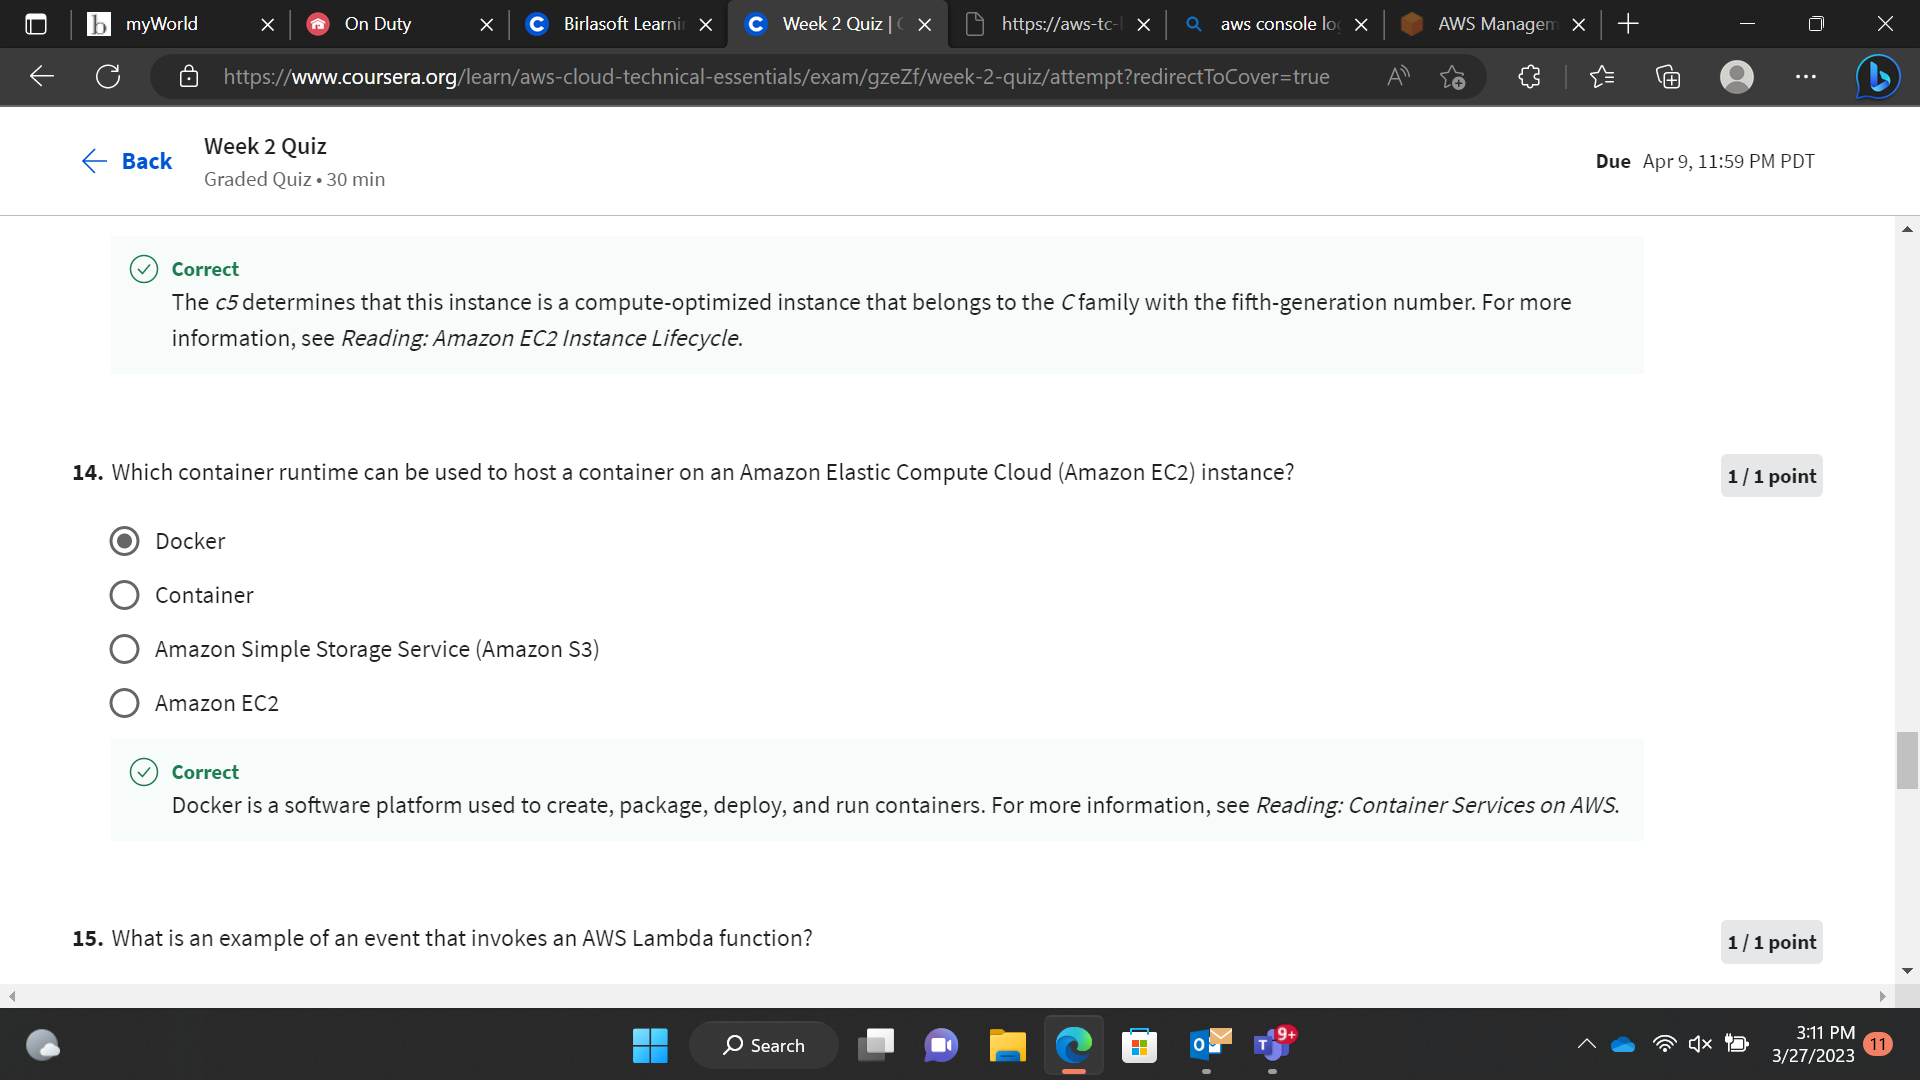 myWorld
On Duty
Birlasoft Learni
Week 2 Quiz |
https://aws-tc-
aws console lo
AWS Managem
https://www.coursera.org/learn/aws-cloud-technical-essentials/exam/gzeZf/week-2-quiz/attempt?redirectToCover=true
Back
Week 2 Quiz
Graded Quiz • 30 min
Due Apr 9, 11:59 PM PDT
Correct
The c5 determines that this instance is a compute-optimized instance that belongs to the C family with the fifth-generation number. For more
information, see Reading: Amazon EC2 Instance Lifecycle.
14. Which container runtime can be used to host a container on an Amazon Elastic Compute Cloud (Amazon EC2) instance?
1 / 1 point
Docker
Container
Amazon Simple Storage Service (Amazon S3)
Amazon EC2
Correct
Docker is a software platform used to create, package, deploy, and run containers. For more information, see Reading: Container Services on AWS.
15. What is an example of an event that invokes an AWS Lambda function?
1 / 1 point
Search
9+
3:11 PM
3/27/2023
11